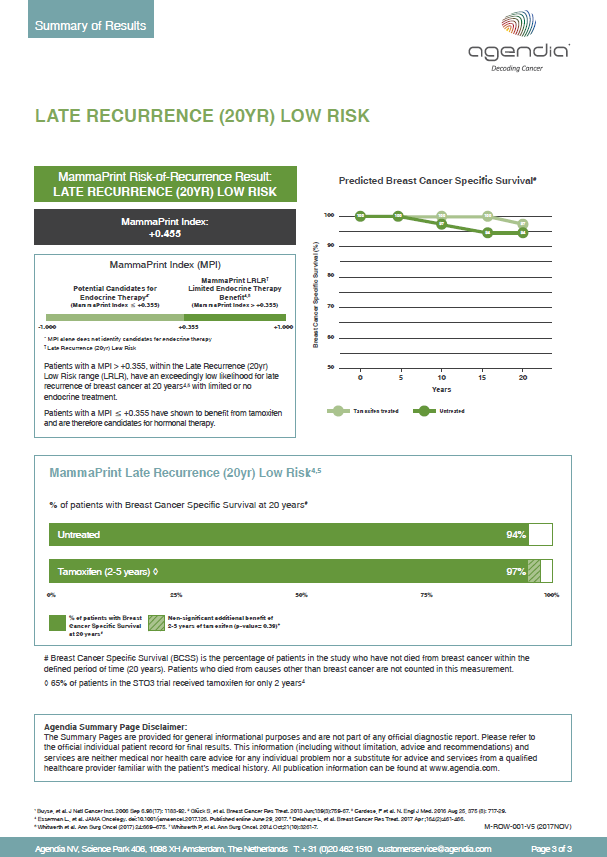 Summary of Results
agendia
Decoding Cancer
LATE RECURRENCE (20YR) LOW RISK
MammaPrint Risk-of-Recurrence Result:
LATE RECURRENCE (20YR) LOW RISK
MammaPrint Index:
+0.455
MammaPrint Index (MPI)
Potential Candidates for
Endocrine Therapy*
(MammaPrint Index ≤ +0.355)
MammaPrint LRLR†
Limited Endocrine Therapy
Benefit4,5
(MammaPrint Index > +0.355)
-1.000 +0.355 +1.000
* MPI alone does not identify candidates for endocrine therapy
† Late Recurrence (20yr) Low Risk
Patients with a MPI > +0.355, within the Late Recurrence (20yr)
Low Risk range (LRLR), have an exceedingly low likelihood for late
recurrence of breast cancer at 20 years4,5 with limited or no
endocrine treatment.
Patients with a MPI ≤ +0.355 have shown to benefit from tamoxifen
and are therefore candidates for hormonal therapy.
Predicted Breast Cancer Specific Survival#
Breast Cancer Specific Survival (%)
100
90
80
70
60
50
0 5 10 15 20
Years
Tamoxifen treated Untreated
MammaPrint Late Recurrence (20yr) Low Risk4,5
% of patients with Breast Cancer Specific Survival at 20 years#
Untreated 94%
Tamoxifen (2-5 years) ◊ 97%
0% 25% 50% 75% 100%
% of patients with Breast
Cancer Specific Survival
at 20 years#
Non-significant additional benefit of
2-5 years of tamoxifen (p-value= 0.39)
# Breast Cancer Specific Survival (BCSS) is the percentage of patients in the study who have not died from breast cancer within the
defined period of time (20 years). Patients who died from causes other than breast cancer are not counted in this measurement.
◊ 65% of patients in the STO3 trial received tamoxifen for only 2 years4
Agendia Summary Page Disclaimer:
The Summary Pages are provided for general informational purposes and are not part of any official diagnostic report. Please refer to
the official individual patient record for final results. This information (including without limitation, advice and recommendations) and
services are neither medical nor health care advice for any individual problem nor a substitute for advice and services from a qualified
healthcare provider familiar with the patient's medical history. All publication information can be found at www.agendia.com.
M-ROW-001-V5 (2017NOV)
Agendia NV, Science Park 406, 1098 XH Amsterdam, The Netherlands T: + 31 (0)20 462 1510 customerservice@agendia.com Page 3 of 3